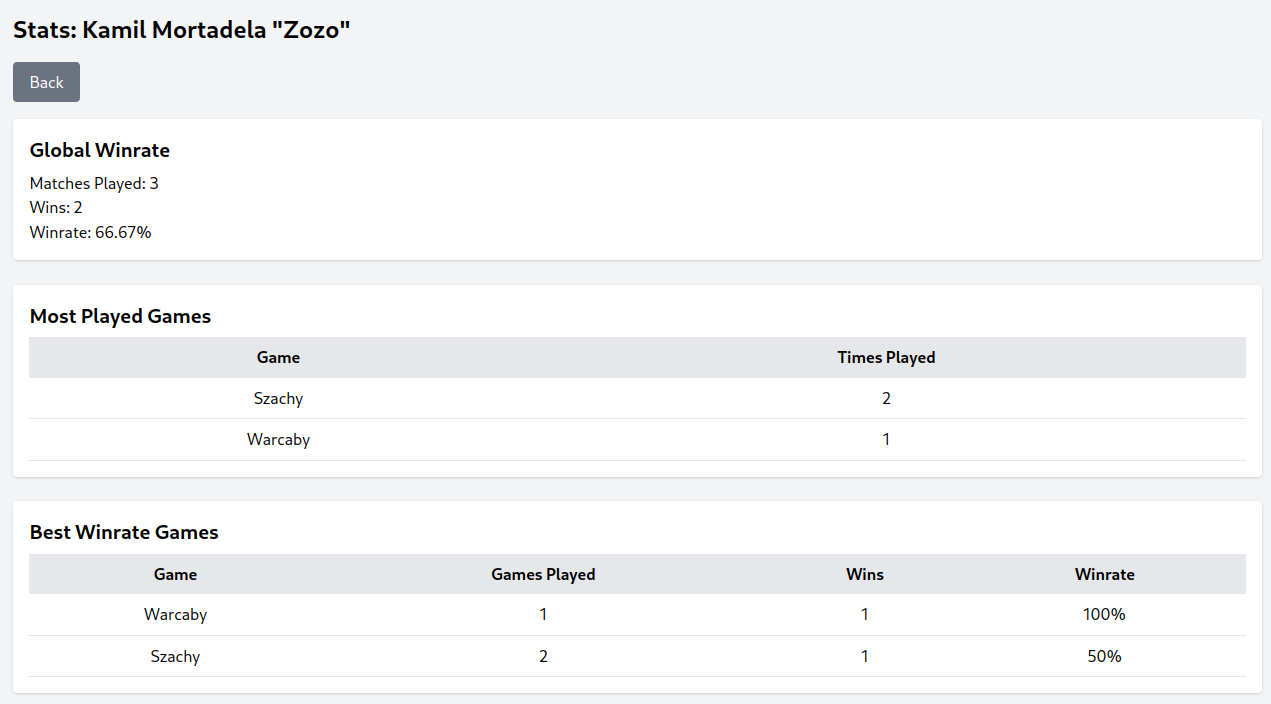 Stats: Kamil Mortadela "Zozo"
Back
Global Winrate
Matches Played: 3
Wins: 2
Winrate: 66.67%
Most Played Games
Game Times Played
Szachy 2
Warcaby 1
Best Winrate Games
Game Games Played Wins Winrate
Warcaby 1 1 100%
Szachy 2 1 50%